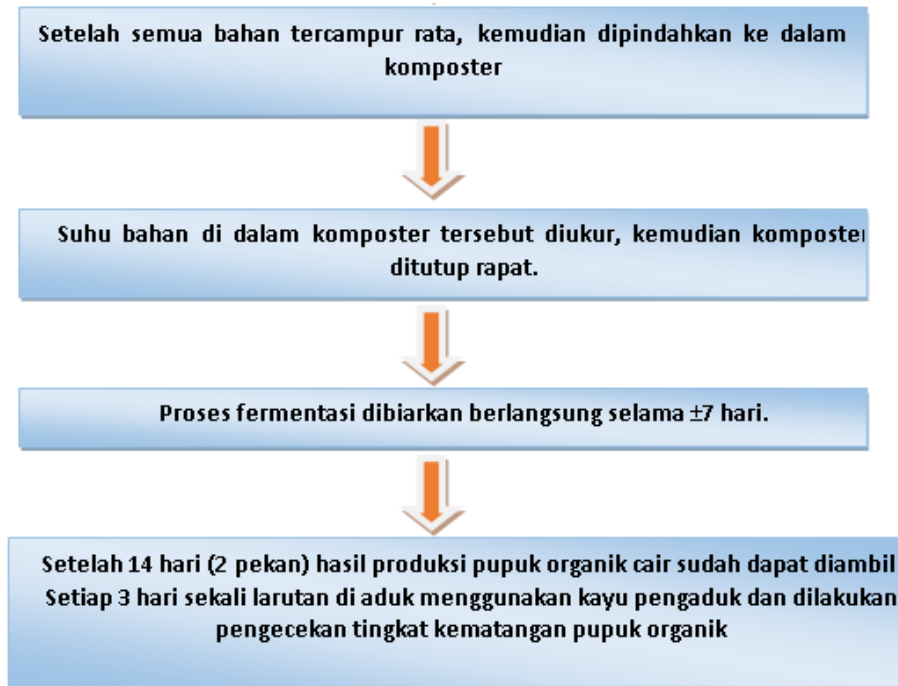 Setelah semua bahan tercampur rata, kemudian dipindahkan ke dalam
komposter
Suhu bahan di dalam komposter tersebut diukur, kemudian komposter
ditutup rapat.
Proses fermentasi dibiarkan berlangsung selama ±7 hari.
Setelah 14 hari (2 pekan) hasil produksi pupuk organik cair sudah dapat diambil
Setiap 3 hari sekali larutan di aduk menggunakan kayu pengaduk dan dilakukan
pengecekan tingkat kematangan pupuk organik